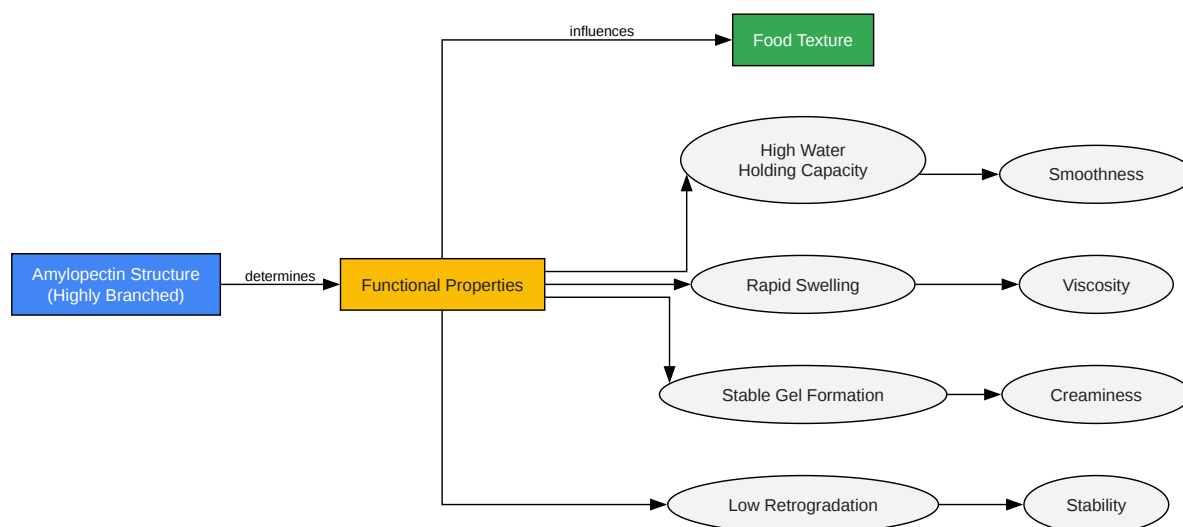 influences
Food Texture
High Water
Holding Capacity
Smoothness
Amylopectin Structure
(Highly Branched)
determines
Functional Properties
Rapid Swelling
Viscosity
Stable Gel Formation
Creaminess
Low Retrogradation
Stability